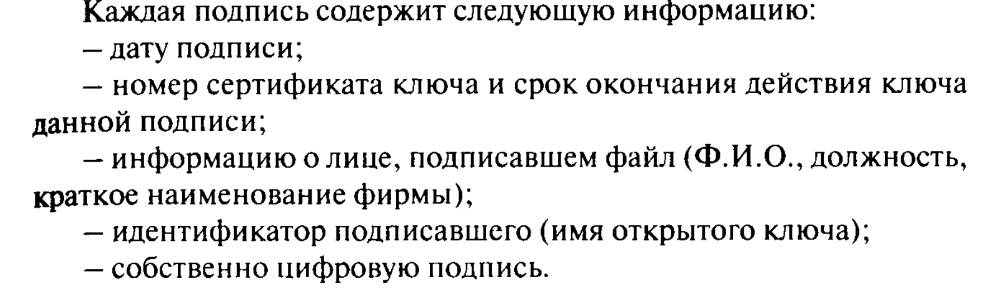 Каждая подпись содержит следующую информацию:
– дату подписи;
– номер сертификата ключа и срок окончания действия ключа
данной подписи;
– информацию о лице, подписавшем файл (Ф.И.О., должность,
краткое наименование фирмы);
– идентификатор подписавшего (имя открытого ключа);
– собственно цифровую подпись.